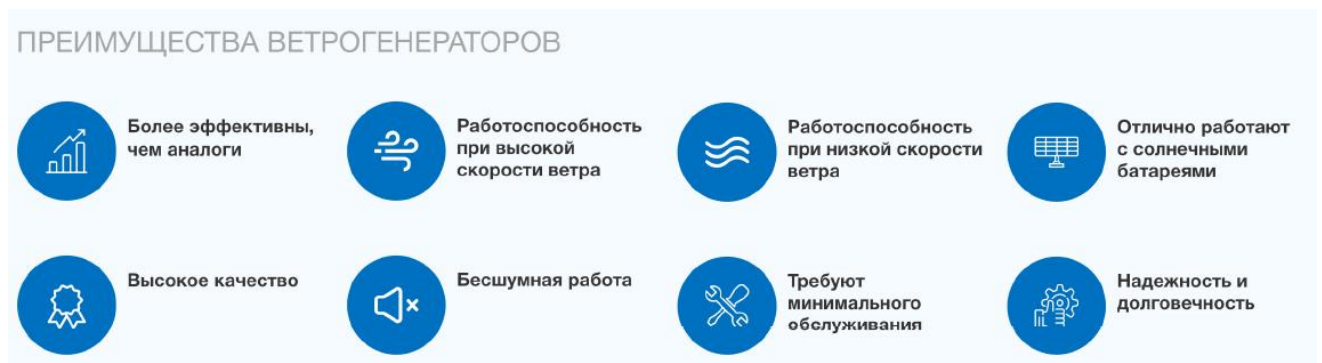 ПРЕИМУЩЕСТВА ВЕТРОГЕНЕРАТОРОВ
Более эффективны,
чем аналоги
Работоспособность
при высокой
скорости ветра
Работоспособность
при низкой скорости
ветра
Отлично работают
с солнечными
батареями
Высокое качество
Бесшумная работа
Требуют
минимального
обслуживания
Надежность и
долговечность